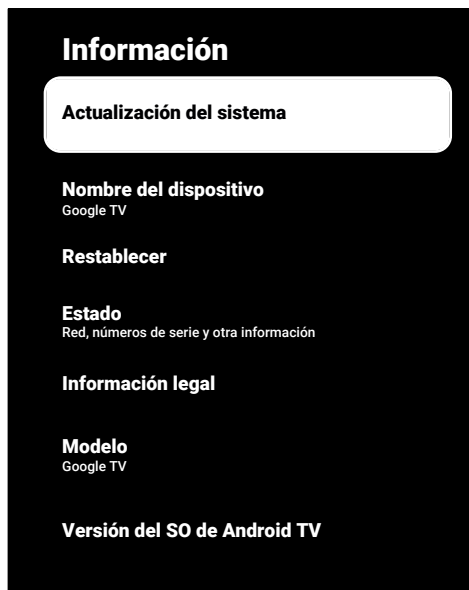 Información
Actualización del sistema
Nombre del dispositivo
Google TV
Restablecer
Estado
Red, números de serie y otra información
Información legal
Modelo
Google TV
Versión del SO de Android TV